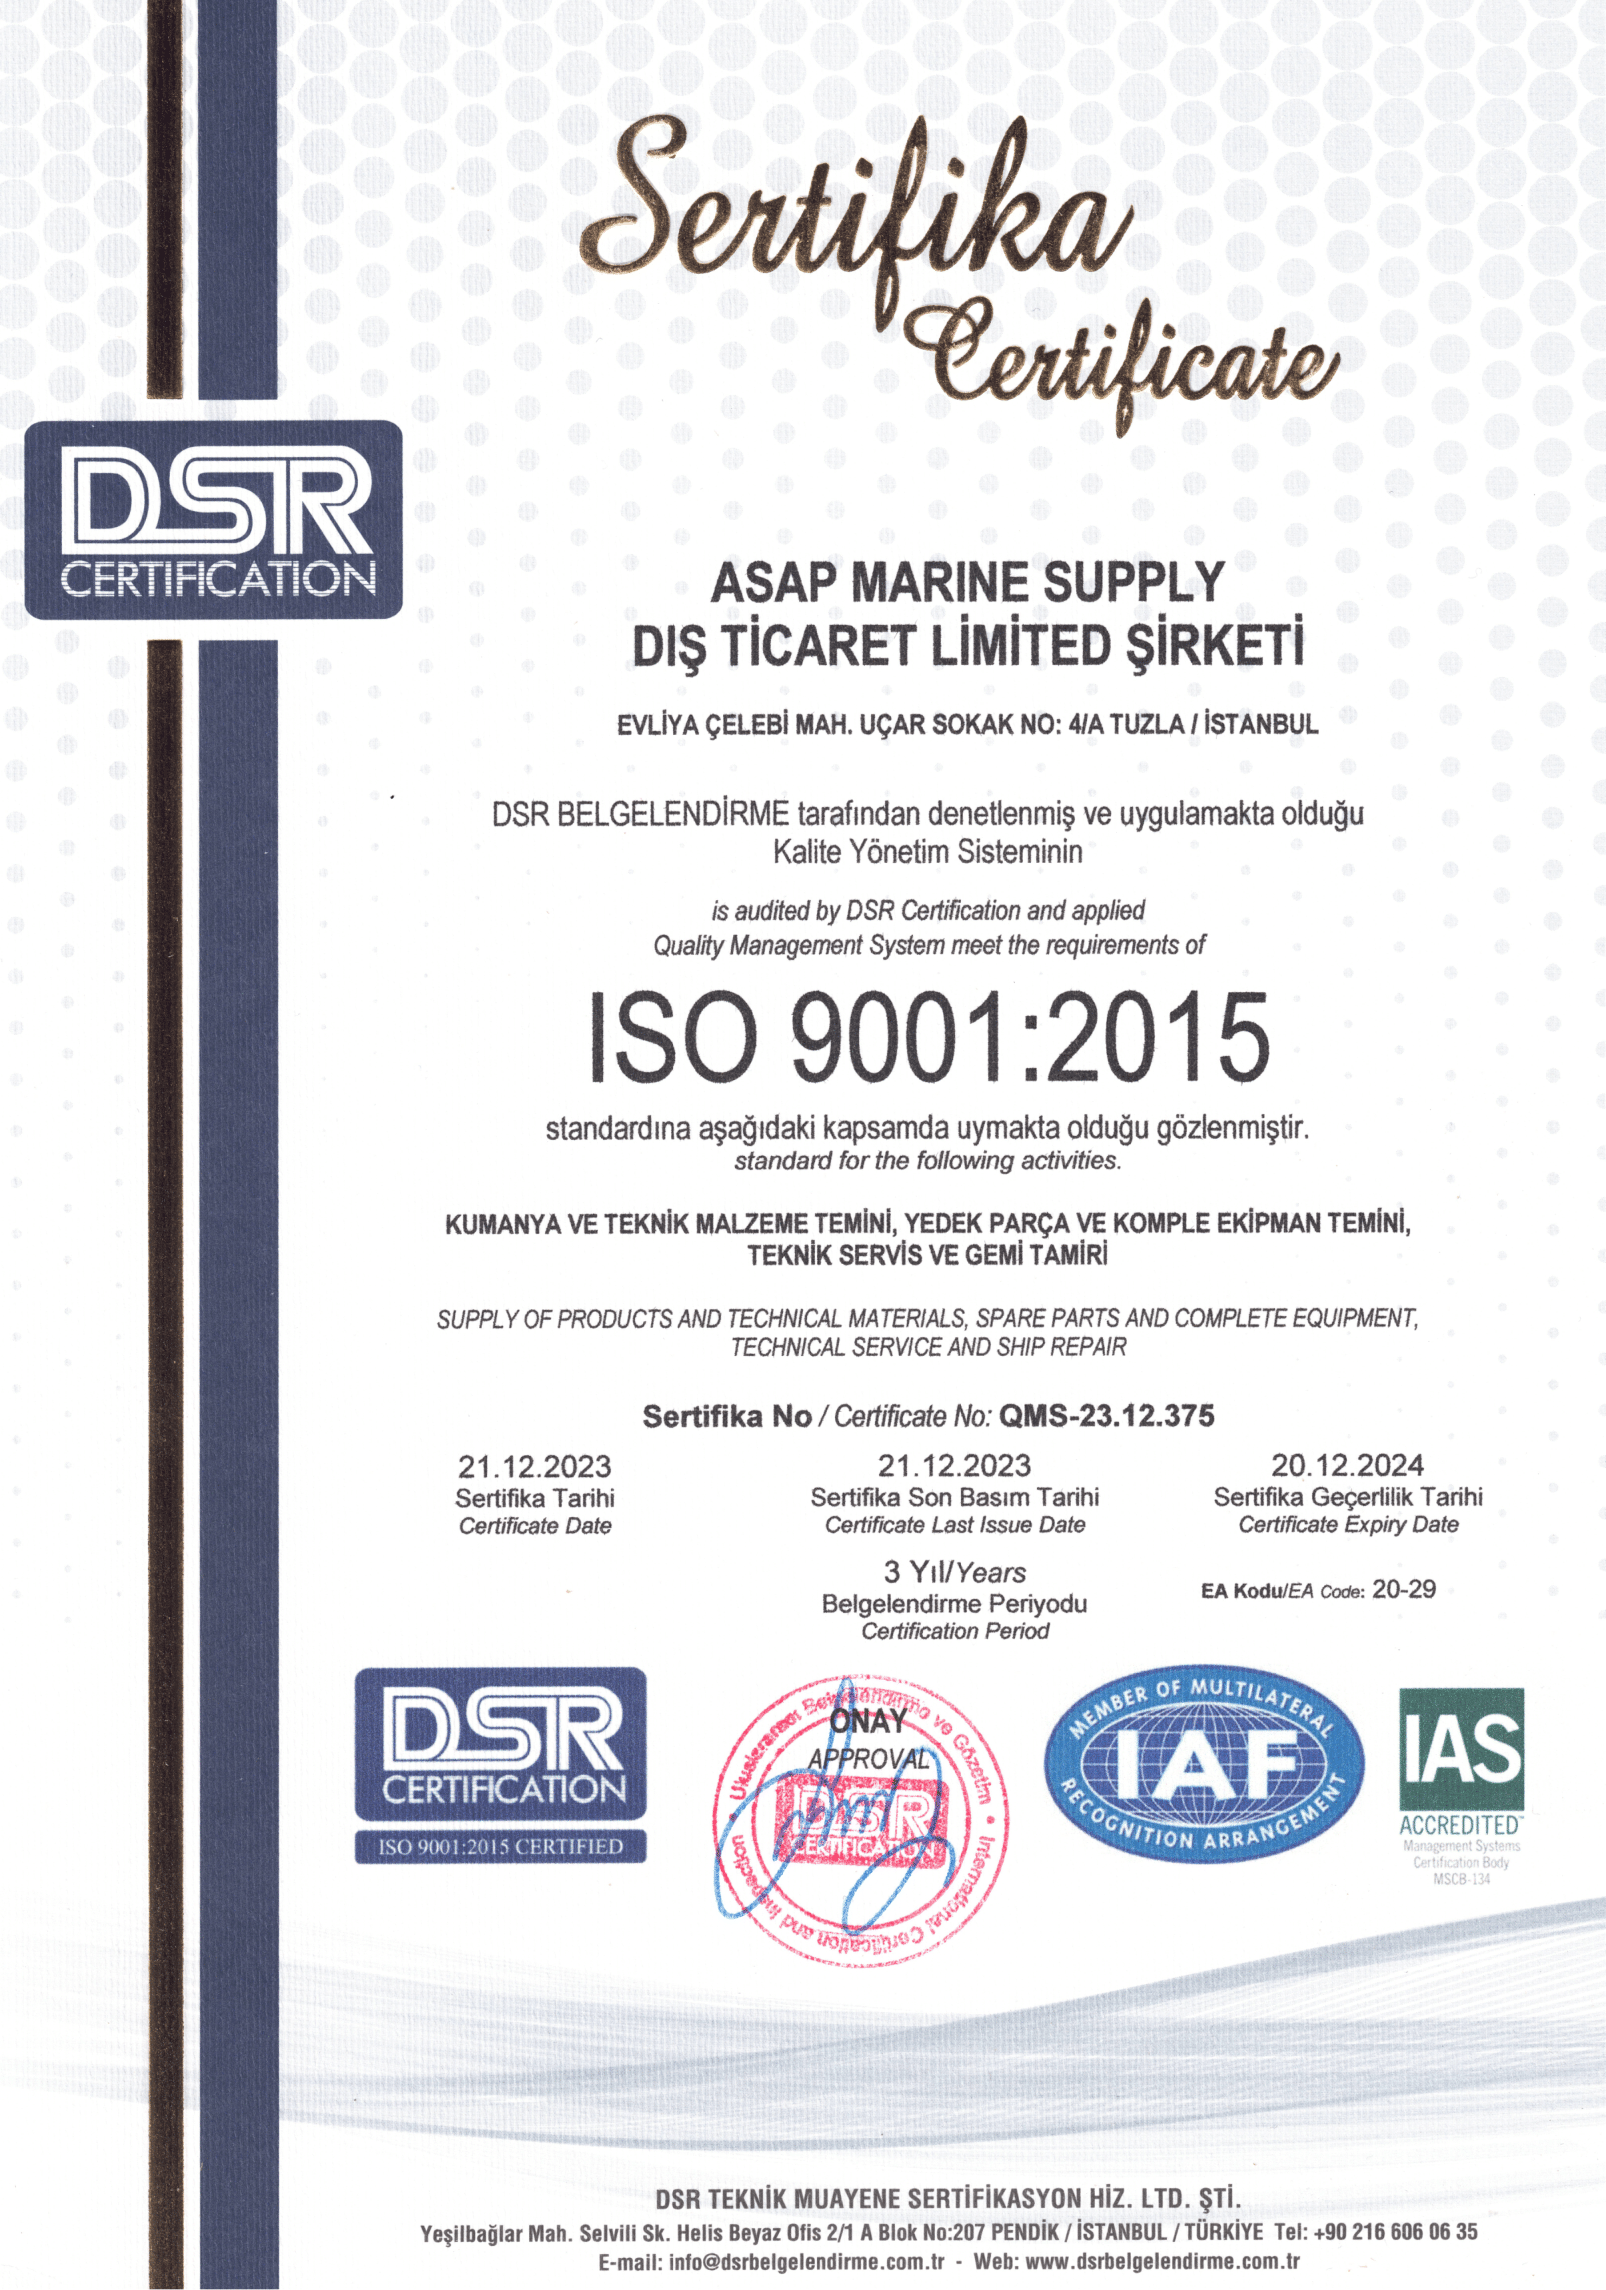 Sertifika
Certificate
DSR
CERTIFICATION
ASAP MARINE SUPPLY
DIŞ TİCARET LİMİTED ŞİRKETİ
EVLİYA ÇELEBİ MAH. UÇAR SOKAK NO: 4/A TUZLA / İSTANBUL
DSR BELGELENDİRME tarafından denetlenmiş ve uygulamakta olduğu
Kalite Yönetim Sisteminin
is audited by DSR Certification and applied
Quality Management System meet the requirements of
ISO 9001:2015
standardına aşağıdaki kapsamda uymakta olduğu gözlenmiştir.
standard for the following activities.
KUMANYA VE TEKNİK MALZEME TEMİNİ, YEDEK PARÇA VE KOMPLE EKİPMAN TEMİNİ,
TEKNİK SERVİS VE GEMİ TAMİRİ
SUPPLY OF PRODUCTS AND TECHNICAL MATERIALS, SPARE PARTS AND COMPLETE EQUIPMENT,
TECHNICAL SERVICE AND SHIP REPAIR
Sertifika No / Certificate No: QMS-23.12.375
21.12.2023
Sertifika Tarihi
Certificate Date
21.12.2023
Sertifika Son Basım Tarihi
Certificate Last Issue Date
20.12.2024
Sertifika Geçerlilik Tarihi
Certificate Expiry Date
3 Yıl/Years
Belgelendirme Periyodu
Certification Period
EA Kodu/EA Code: 20-29
DSR
CERTIFICATION
ISO 9001:2015 CERTIFIED
Uluslararası Belgelendirme ve Gözetim
International Certification and Inspection
ONAY
APPROVAL
DSR
CERTIFICATION
MEMBER OF MULTILATERAL
IAF
RECOGNITION ARRANGEMENT
IAS
ACCREDITED™
Management Systems
Certification Body
MSCB-134
DSR TEKNİK MUAYENE SERTİFİKASYON HİZ. LTD. ŞTİ.
Yeşilbağlar Mah. Selvili Sk. Helis Beyaz Ofis 2/1 A Blok No:207 PENDİK / İSTANBUL / TÜRKİYE Tel: +90 216 606 06 35
E-mail: info@dsrbelgelendirme.com.tr - Web: www.dsrbelgelendirme.com.tr